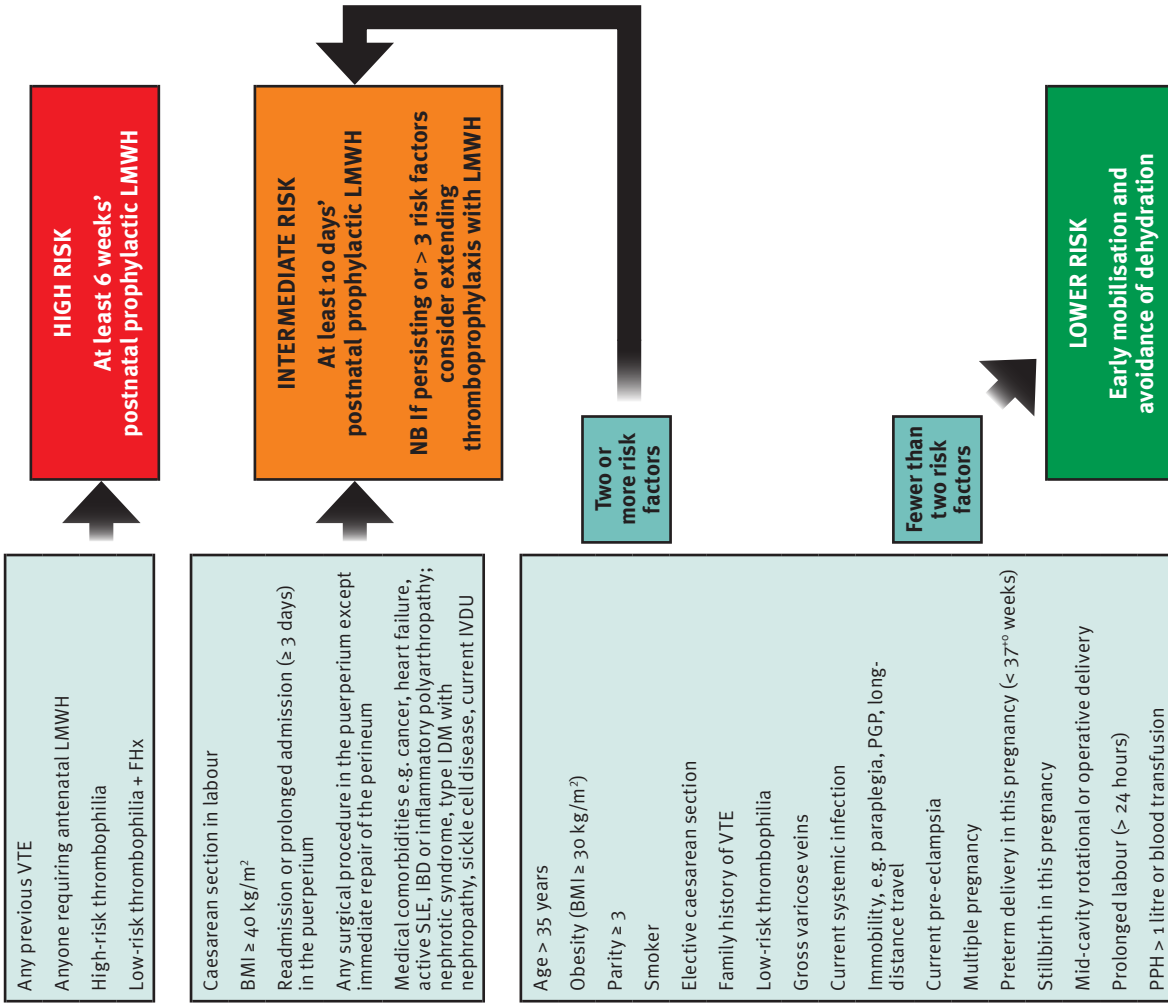 Any previous VTE
Anyone requiring antenatal LMWH
High-risk thrombophilia
Low-risk thrombophilia + FHx
HIGH RISK
At least 6 weeks’
postnatal prophylactic LMWH
Caesarean section in labour
BMI ≥ 40 kg/m²
Readmission or prolonged admission (≥ 3 days)
in the puerperium
Any surgical procedure in the puerperium except
immediate repair of the perineum
Medical comorbidities e.g. cancer, heart failure,
active SLE, IBD or inflammatory polyarthropathy;
nephrotic syndrome, type I DM with
nephropathy, sickle cell disease, current IVDU
INTERMEDIATE RISK
At least 10 days’
postnatal prophylactic LMWH
NB If persisting or > 3 risk factors
consider extending
thromboprophylaxis with LMWH
Age > 35 years
Obesity (BMI ≥ 30 kg/m²)
Parity ≥ 3
Smoker
Elective caesarean section
Family history of VTE
Low-risk thrombophilia
Gross varicose veins
Current systemic infection
Immobility, e.g. paraplegia, PGP, long-
distance travel
Current pre-eclampsia
Multiple pregnancy
Preterm delivery in this pregnancy (< 37⁺⁰ weeks)
Stillbirth in this pregnancy
Mid-cavity rotational or operative delivery
Prolonged labour (> 24 hours)
PPH > 1 litre or blood transfusion
Two or
more risk
factors
Fewer than
two risk
factors
LOWER RISK
Early mobilisation and
avoidance of dehydration